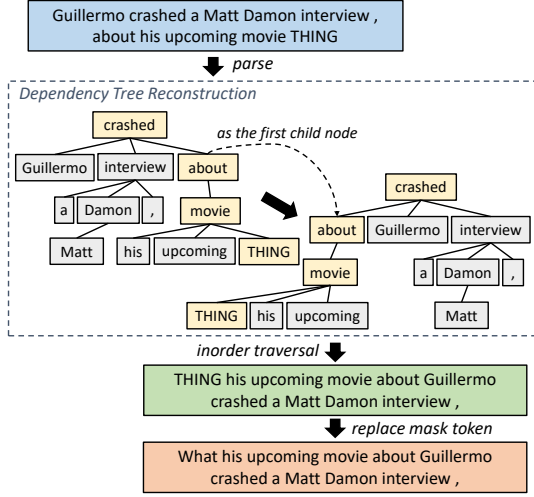 Guillermo crashed a Matt Damon interview ,
about his upcoming movie THING
parse
Dependency Tree Reconstruction
crashed
as the first child node
Guillermo interview about
a Damon ,
movie
Matt his upcoming THING
crashed
about Guillermo interview
movie a Damon ,
THING his upcoming Matt
inorder traversal
THING his upcoming movie about Guillermo
crashed a Matt Damon interview ,
replace mask token
What his upcoming movie about Guillermo
crashed a Matt Damon interview ,